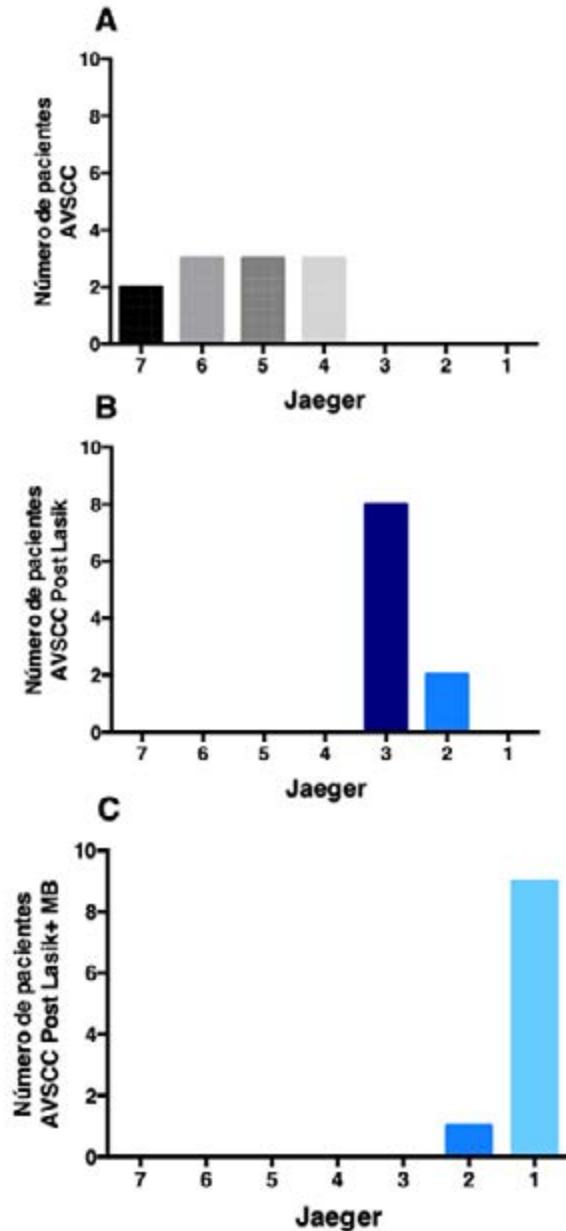 A
Número de pacientes
AVSCC
10
8
6
4
2
0
7 6 5 4 3 2 1
Jaeger
B
Número de pacientes
AVSCC Post Lasik
10
8
6
4
2
0
7 6 5 4 3 2 1
Jaeger
C
Número de pacientes
AVSCC Post Lasik+ MB
10
8
6
4
2
0
7 6 5 4 3 2 1
Jaeger